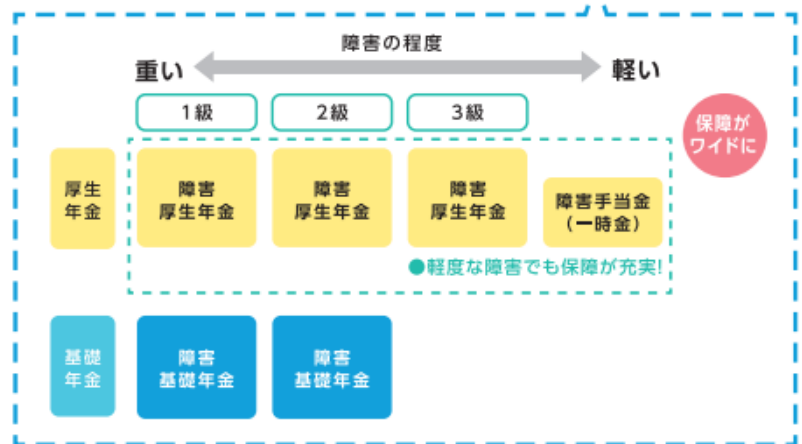 障害の程度
重い
軽い
1級
2級
3級
保障が
ワイドに
厚生
年金
障害
厚生年金
障害
厚生年金
障害
厚生年金
障害手当金
（一時金）
●軽度な障害でも保障が充実!
基礎
年金
障害
基礎年金
障害
基礎年金